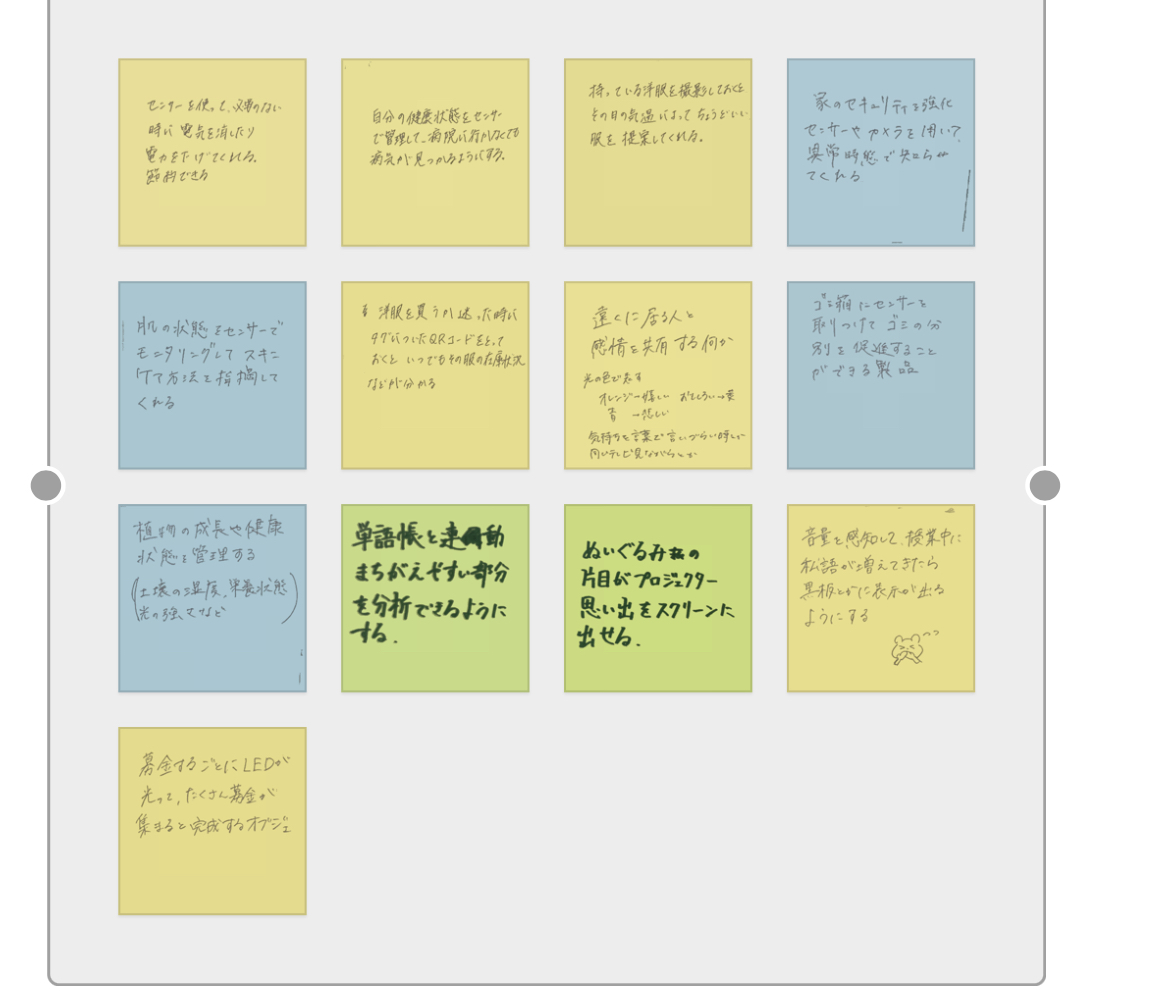 センサーを使って、必要のない
時に電気を消したり
電力を下げてくれる。
節約できる
自分の健康状態をセンサー
で管理して、病院に行かなくても
病気が見つかるようにする。
持っている洋服を撮影しておくと
その日の気温によってちょうどいい
服を提案してくれる。
家のセキュリティを強化
センサーやカメラを用い?
異常時態で知らせ
てくれる
肌の状態をセンサーで
モニタリングして スキン
ケア方法を指摘して
くれる
洋服を買うか迷った時に
タグについたQRコードをとって
おくと いつでもその服の在庫状況
などが分かる
遠くに居る人と
感情を共有する何か
光の色で表す
オレンジー嬉しい おもしろい→黄
青 →悲しい
気持ちを言葉で言いづらい時とか
同じテレビ見ながらとか
ゴミ箱にセンサーを
取りつけて ゴミの分
別を促進すること
ができる製品
植物の成長や健康
状態を管理する
(土壌の湿度、栄養状態
光の強さなど)
単語帳と連動
まちがえやすい部分
を分析できるように
する.
ぬいぐるみの
片目がプロジェクター
思い出をスクリーンに
出せる.
音量を感知して、授業中に
私語が増えてきたら
黒板とかに表示が出る
ようにする
募金するごとにLEDが
光って,たくさん募金が
集まると完成するオブジェ